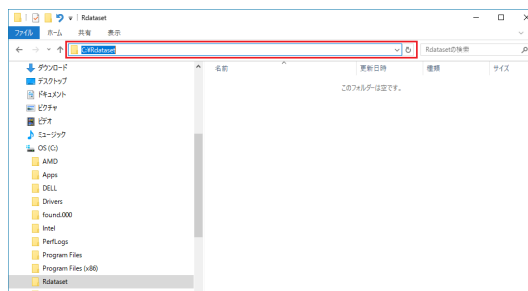 Rdataset
ファイル ホーム 共有 表示
C:¥Rdataset
Rdatasetの検索
名前 更新日時 種類 サイズ
このフォルダーは空です。
ダウンロード
デスクトップ
ドキュメント
ピクチャ
ビデオ
ミュージック
OS (C:)
AMD
Apps
DELL
Drivers
found.000
Intel
PerfLogs
Program Files
Program Files (x86)
Rdataset